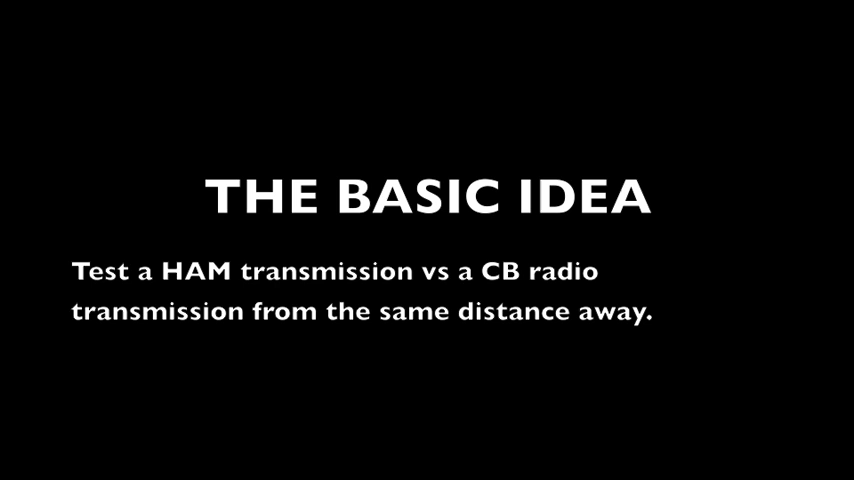 THE BASIC IDEA
Test a HAM transmission vs a CB radio
transmission from the same distance away.